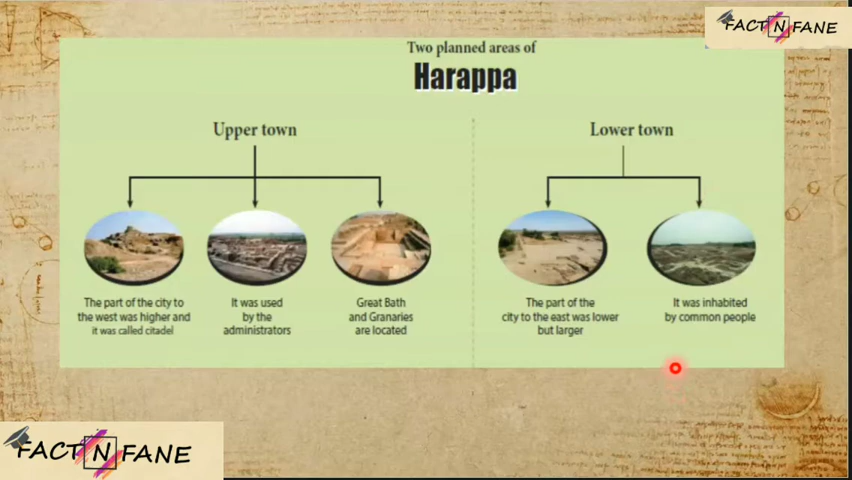 FACT N FANE
Two planned areas of
Harappa
Upper town
Lower town
The part of the city to
the west was higher and
it was called citadel
It was used
by the
administrators
Great Bath
and Granaries
are located
The part of the
city to the east was lower
but larger
It was inhabited
by common people
FACT N FANE